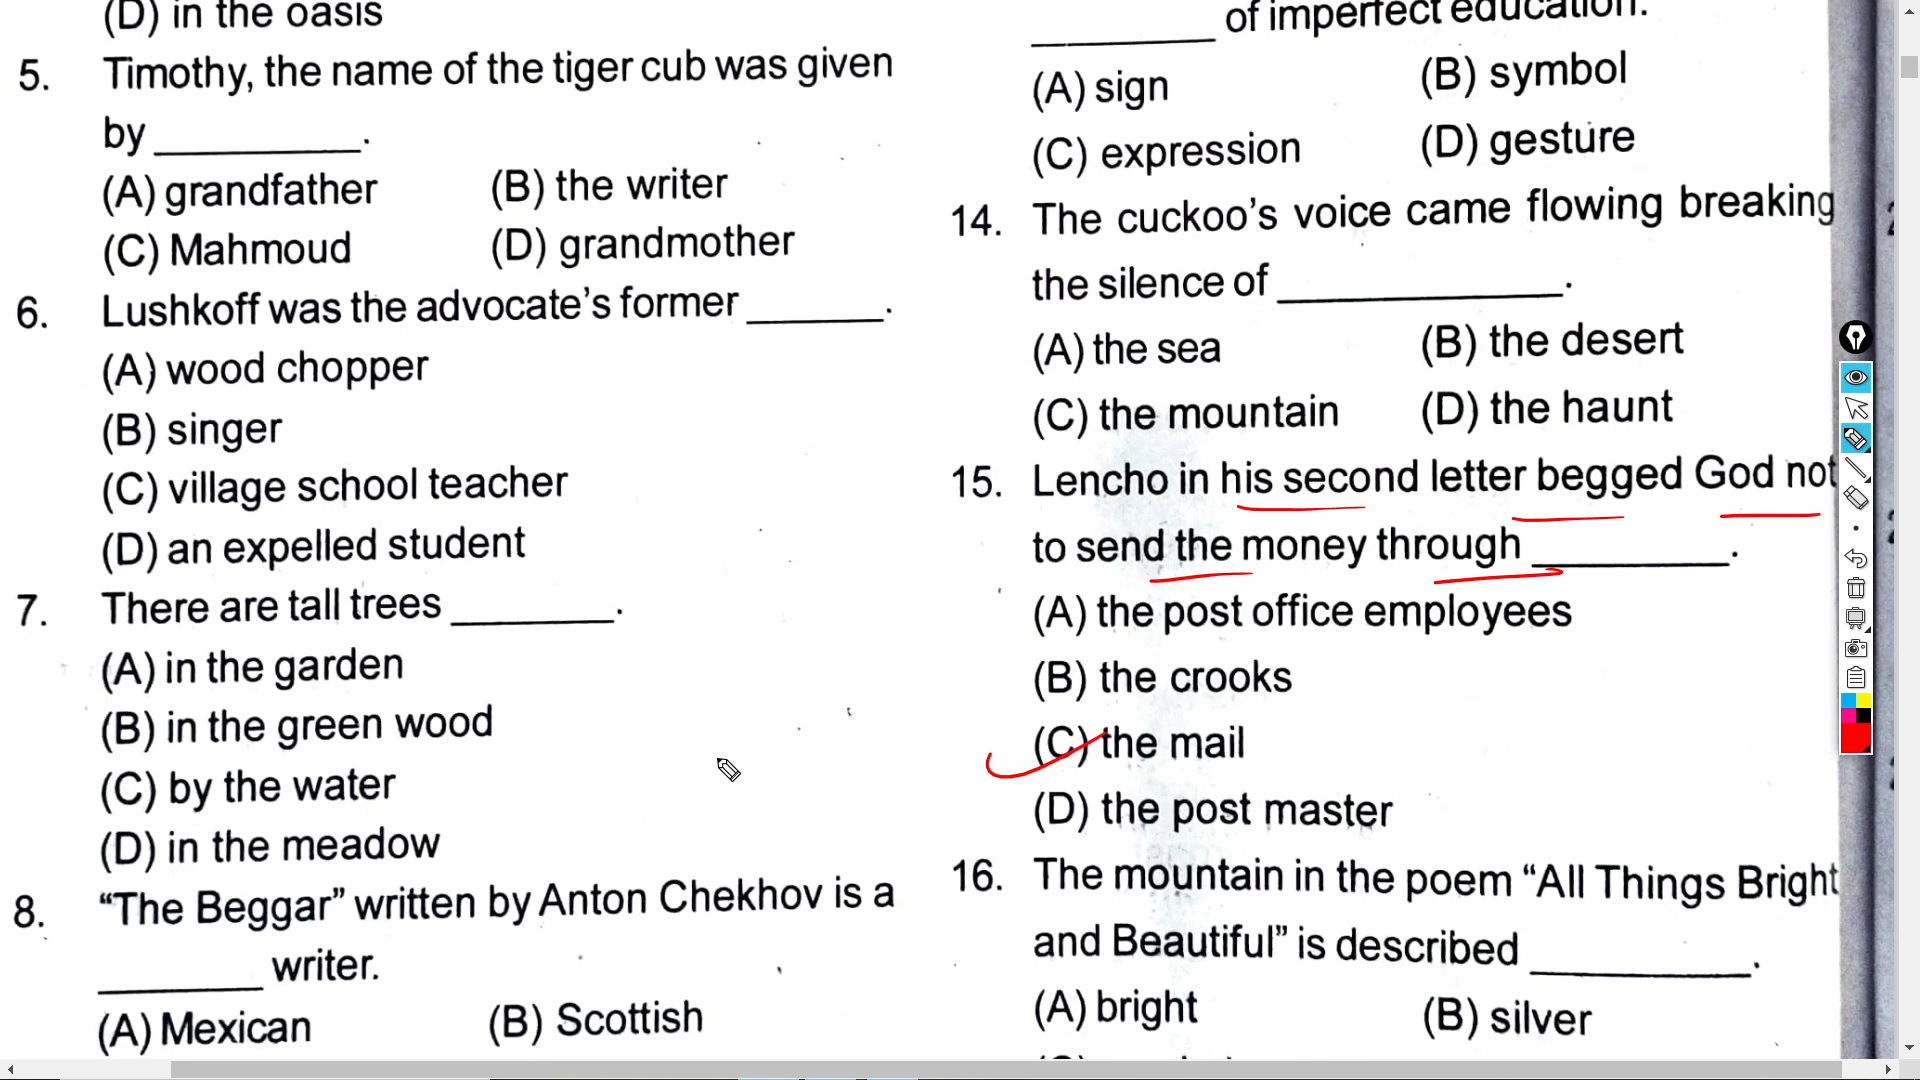 (D) in the oasis
5. Timothy, the name of the tiger cub was given
by __________.
(A) grandfather (B) the writer
(C) Mahmoud (D) grandmother
6. Lushkoff was the advocate's former _______.
(A) wood chopper
(B) singer
(C) village school teacher
(D) an expelled student
7. There are tall trees ________.
(A) in the garden
(B) in the green wood
(C) by the water
(D) in the meadow
8. “The Beggar” written by Anton Chekhov is a
________ writer.
(A) Mexican (B) Scottish
_________ of imperfect education.
(A) sign (B) symbol
(C) expression (D) gesture
14. The cuckoo's voice came flowing breaking
the silence of ______________.
(A) the sea (B) the desert
(C) the mountain (D) the haunt
15. Lencho in his second letter begged God not
to send the money through __________.
(A) the post office employees
(B) the crooks
(C) the mail
(D) the post master
16. The mountain in the poem “All Things Bright
and Beautiful” is described ___________.
(A) bright (B) silver